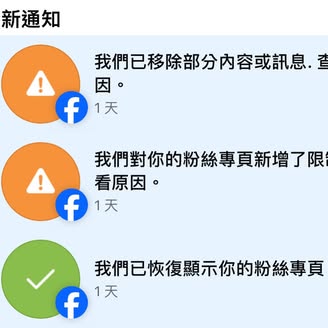 新通知
我們已移除部分內容或訊息. 查
因。
1 天
我們對你的粉絲專頁新增了限制
看原因。
1 天
我們已恢復顯示你的粉絲專頁
1 天